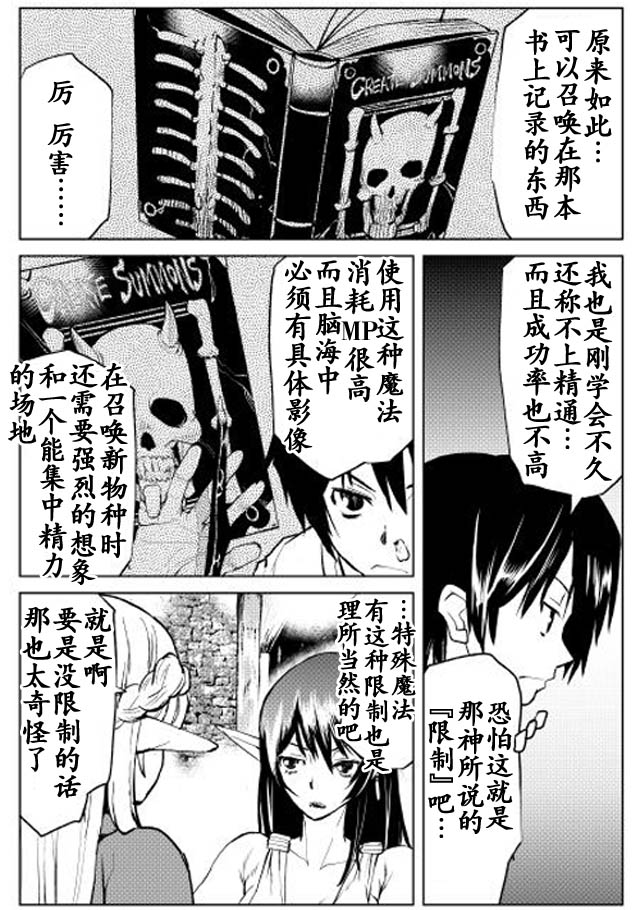 原来如此…
可以召唤在那本
书上记录的东西
CREATE SUMMONS
厉 厉害……
我也是刚学会不久
还称不上精通…
而且成功率也不高
恐怕这就是
那神所说的
『限制』吧…
使用这种魔法
消耗MP很高
而且脑海中
必须有具体影像
CREATE SUMMONS
在召唤新物种时
还需要强烈的想象
和一个能集中精力
的场地
…特殊魔法
有这种限制也是
理所当然的吧
就是啊
要是没限制的话
那也太奇怪了